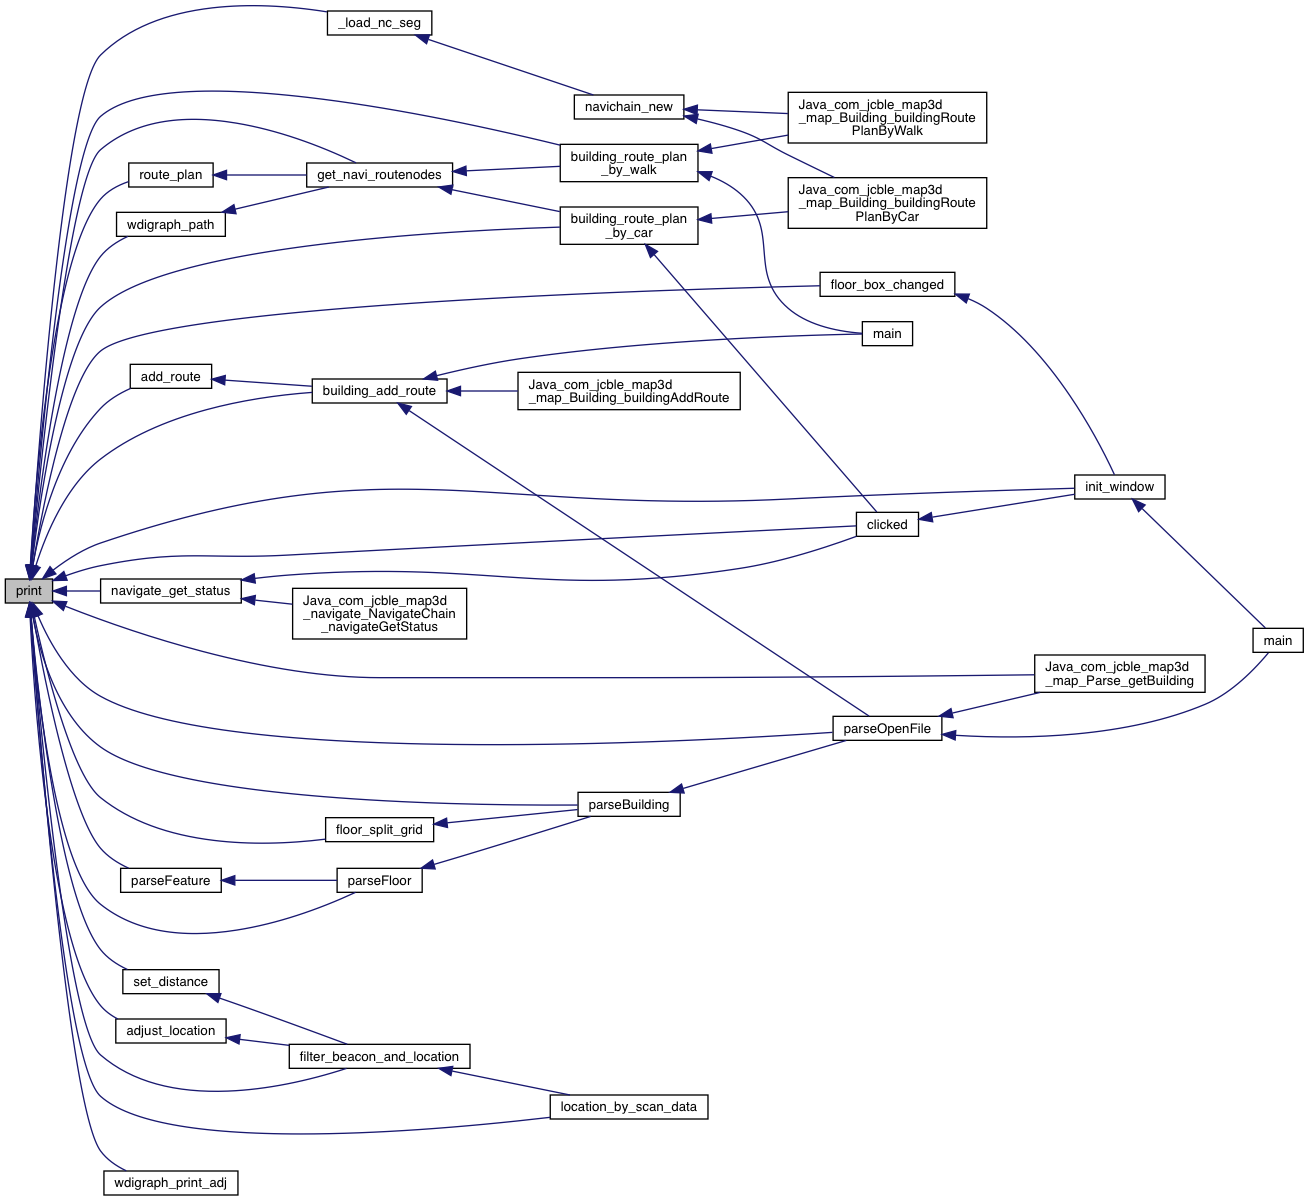 _load_nc_seg
navichain_new
Java_com_jcble_map3d
_map_Building_buildingRoute
PlanByWalk
building_route_plan
_by_walk
route_plan
get_navi_routenodes
Java_com_jcble_map3d
_map_Building_buildingRoute
PlanByCar
wdigraph_path
building_route_plan
_by_car
floor_box_changed
main
add_route
building_add_route
Java_com_jcble_map3d
_map_Building_buildingAddRoute
init_window
clicked
print
navigate_get_status
Java_com_jcble_map3d
_navigate_NavigateChain
_navigateGetStatus
main
Java_com_jcble_map3d
_map_Parse_getBuilding
parseOpenFile
parseBuilding
floor_split_grid
parseFeature
parseFloor
set_distance
adjust_location
filter_beacon_and_location
location_by_scan_data
wdigraph_print_adj